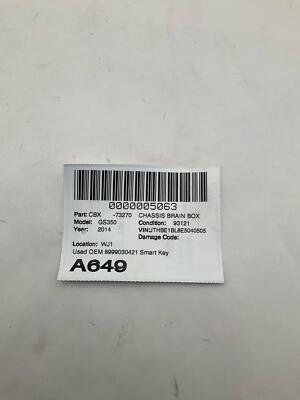 0000005063
Part: CBX -73270 CHASSIS BRAIN BOX
Model: GS350 Condition: 93121
Year: 2014 VIN:JTHBE1BL8E5040505
Damage Code:
Location: WJ1
Used OEM 8999030421 Smart Key
A649